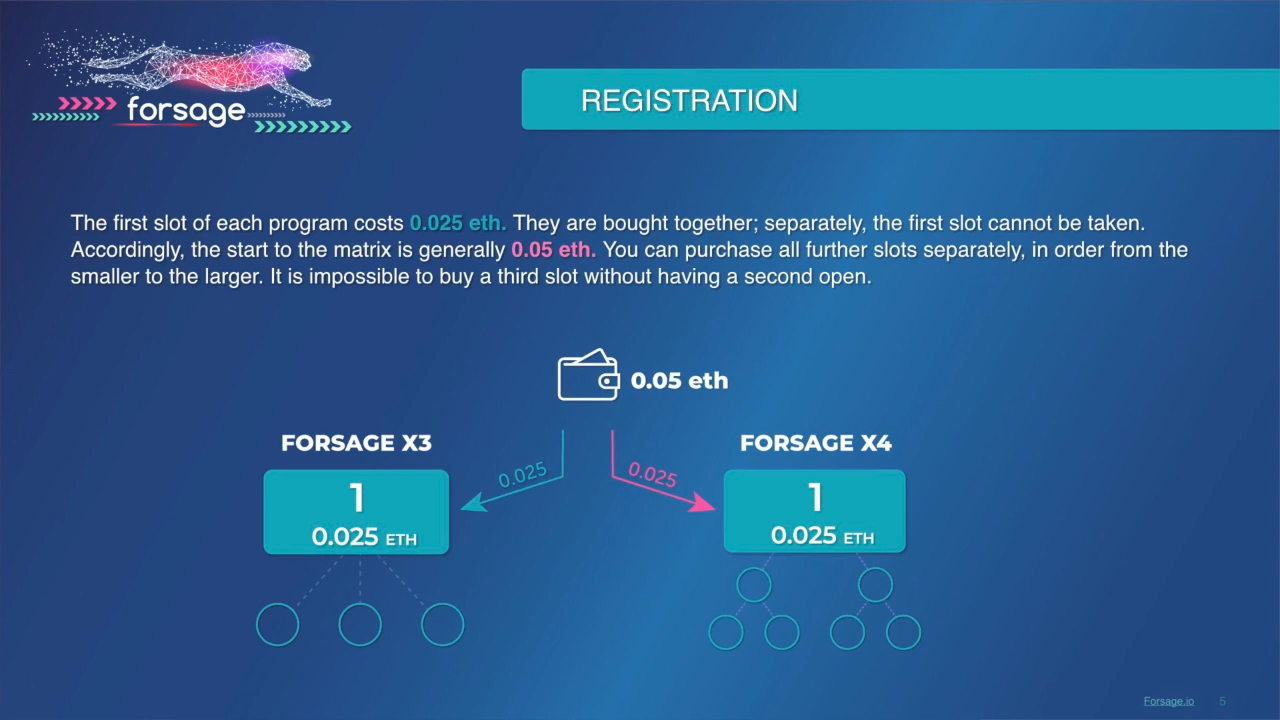 forsage
REGISTRATION
The first slot of each program costs 0.025 eth. They are bought together; separately, the first slot cannot be taken.
Accordingly, the start to the matrix is generally 0.05 eth. You can purchase all further slots separately, in order from the
smaller to the larger. It is impossible to buy a third slot without having a second open.
0.05 eth
FORSAGE X3
FORSAGE X4
0.025
0.025
1
0.025 ETH
1
0.025 ETH
Forsage.io
5